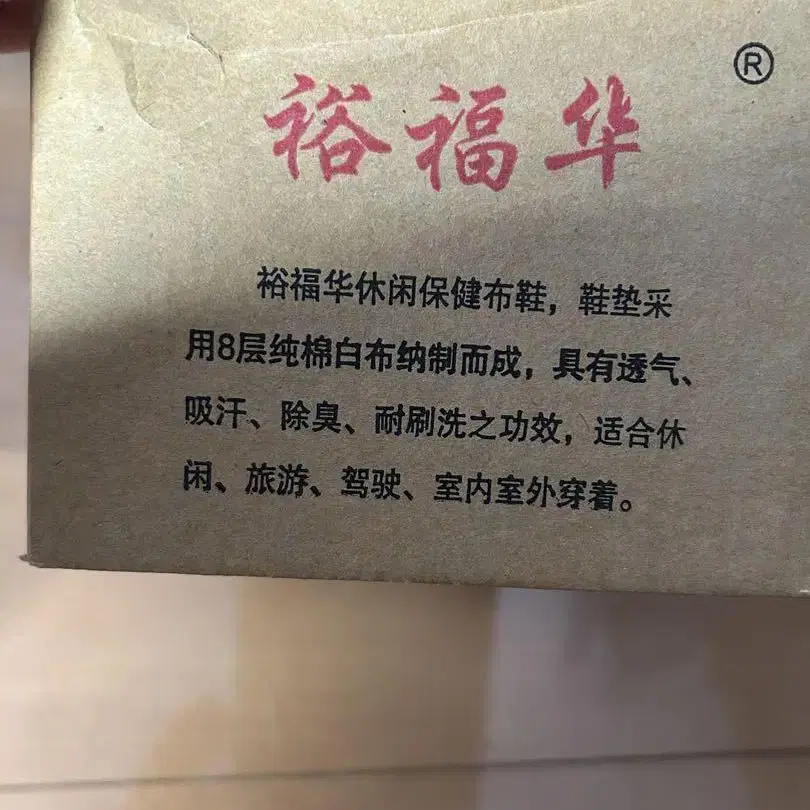 ®
裕福华
裕福华休闲保健布鞋，鞋垫采
用8层纯棉白布纳制而成，具有透气、
吸汗、除臭、耐刷洗之功效，适合休
闲、旅游、驾驶、室内室外穿着。